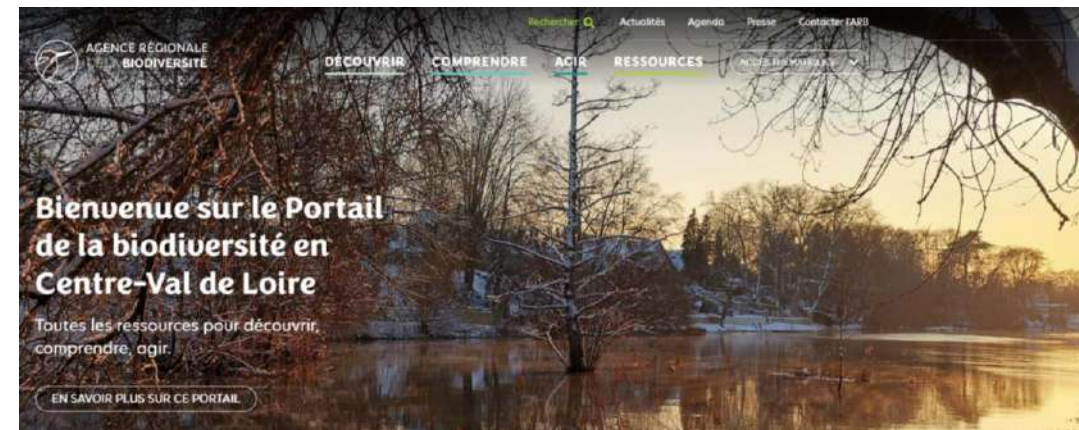 Rechercher Actualités Agenda Presse Contacter l'ARB
AGENCE RÉGIONALE
DE LA BIODIVERSITÉ
DÉCOUVRIR COMPRENDRE AGIR RESSOURCES
Bienvenue sur le Portail
de la biodiversité en
Centre-Val de Loire
Toutes les ressources pour découvrir,
comprendre, agir.
EN SAVOIR PLUS SUR CE PORTAIL